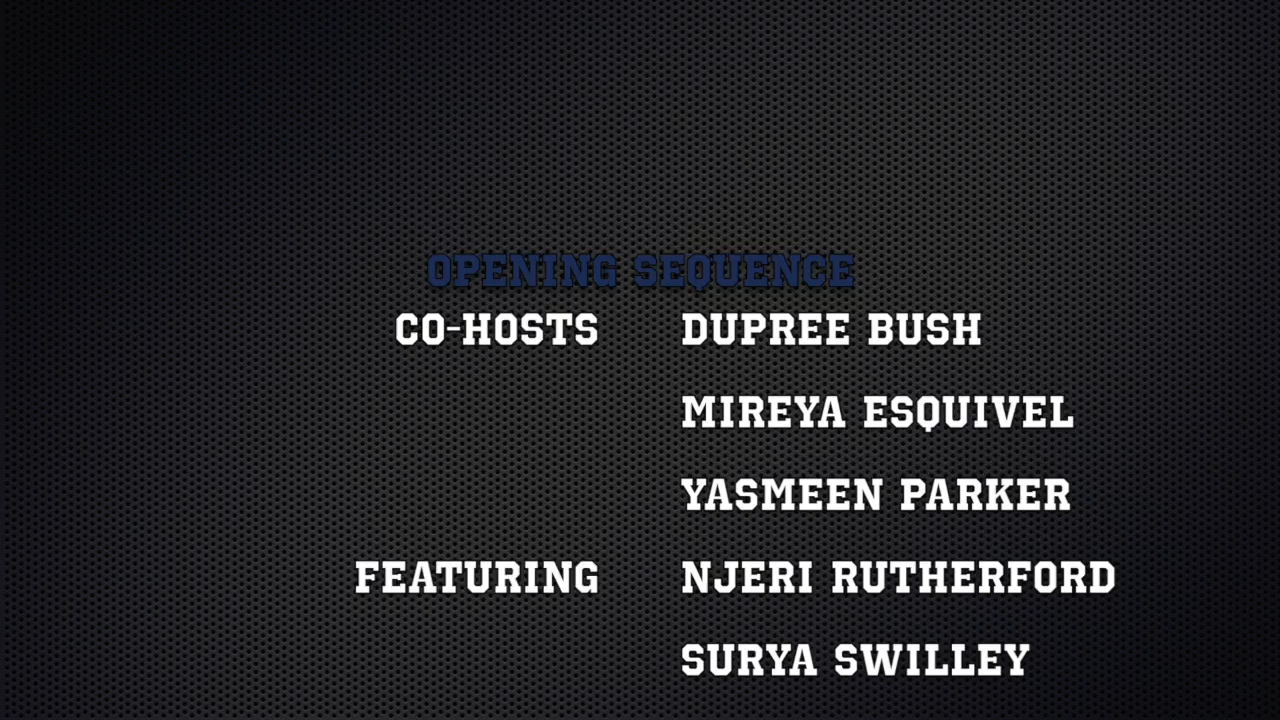 OPENING SEQUENCE
CO-HOSTS DUPREE BUSH
MIREYA ESQUIVEL
YASMEEN PARKER
FEATURING NJERI RUTHERFORD
SURYA SWILLEY